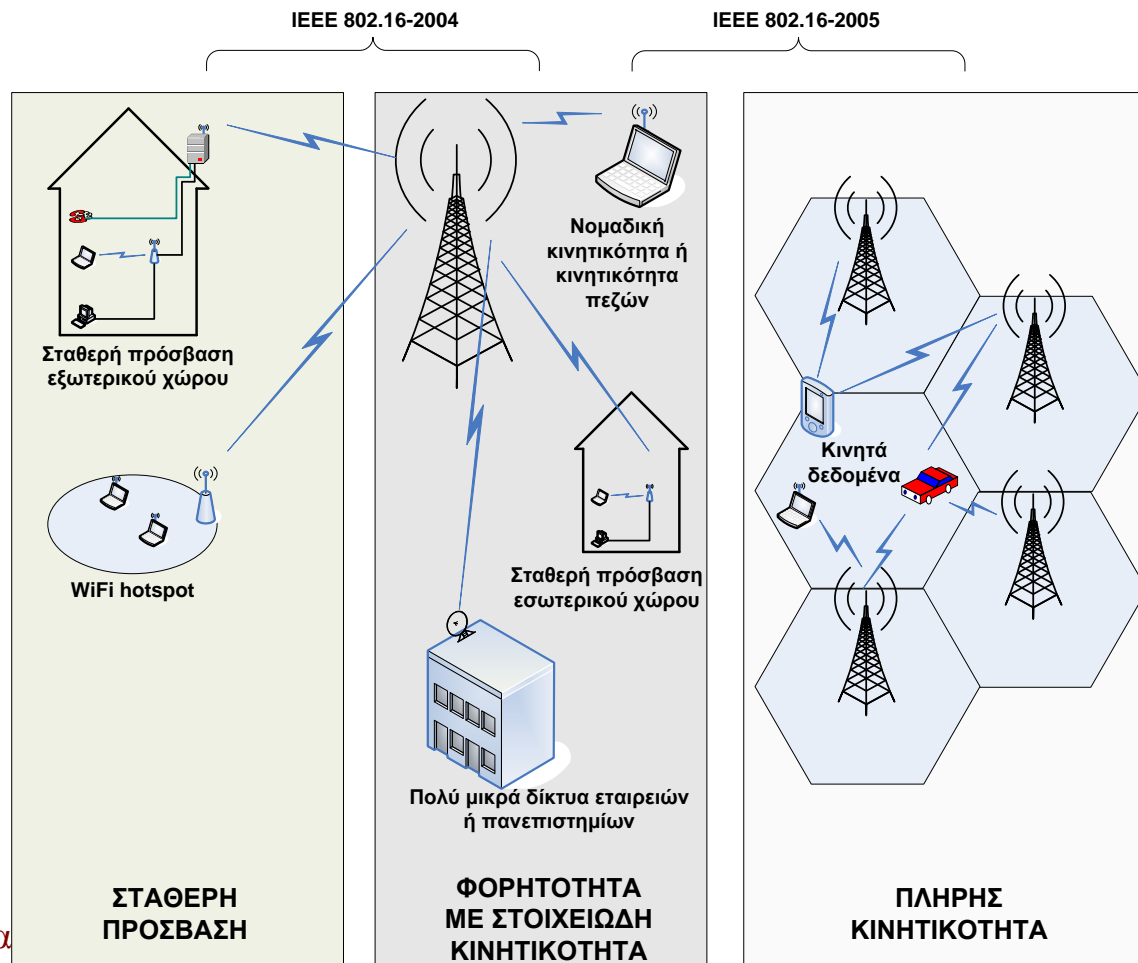 IEEE 802.16-2004
IEEE 802.16-2005
Σταθερή πρόσβαση
εξωτερικού χώρου
WiFi hotspot
ΣΤΑΘΕΡΗ
ΠΡΟΣΒΑΣΗ
Νομαδική
κινητικότητα ή
κινητικότητα
πεζών
Σταθερή πρόσβαση
εσωτερικού χώρου
Πολύ μικρά δίκτυα εταιρειών
ή πανεπιστημίων
ΦΟΡΗΤΟΤΗΤΑ
ΜΕ ΣΤΟΙΧΕΙΩΔΗ
ΚΙΝΗΤΙΚΟΤΗΤΑ
Κινητά
δεδομένα
ΠΛΗΡΗΣ
ΚΙΝΗΤΙΚΟΤΗΤΑ